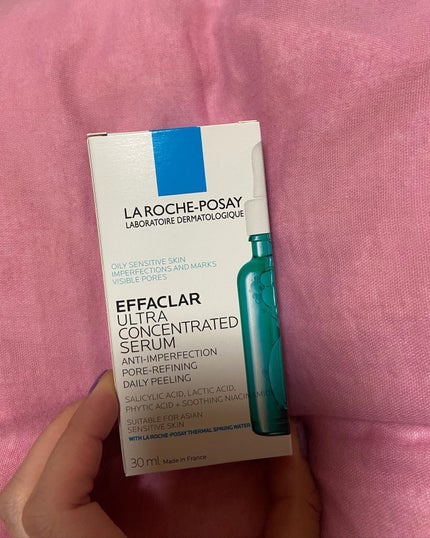 LA ROCHE-POSAY
LABORATOIRE DERMATOLOGIQUE
OILY SENSITIVE SKIN
IMPERFECTIONS AND MARKS
VISIBLE PORES
EFFACLAR
ULTRA
CONCENTRATED
SERUM
ANTI-IMPERFECTION
PORE-REFINING
DAILY PEELING
SALICYLIC ACID, LACTIC ACID,
PHYTIC ACID + SOOTHING NIACINAMIDE
SUITABLE FOR ASIAN
SENSITIVE SKIN
WITH LA ROCHE-POSAY THERMAL SPRING WATER
30 ml Made in France